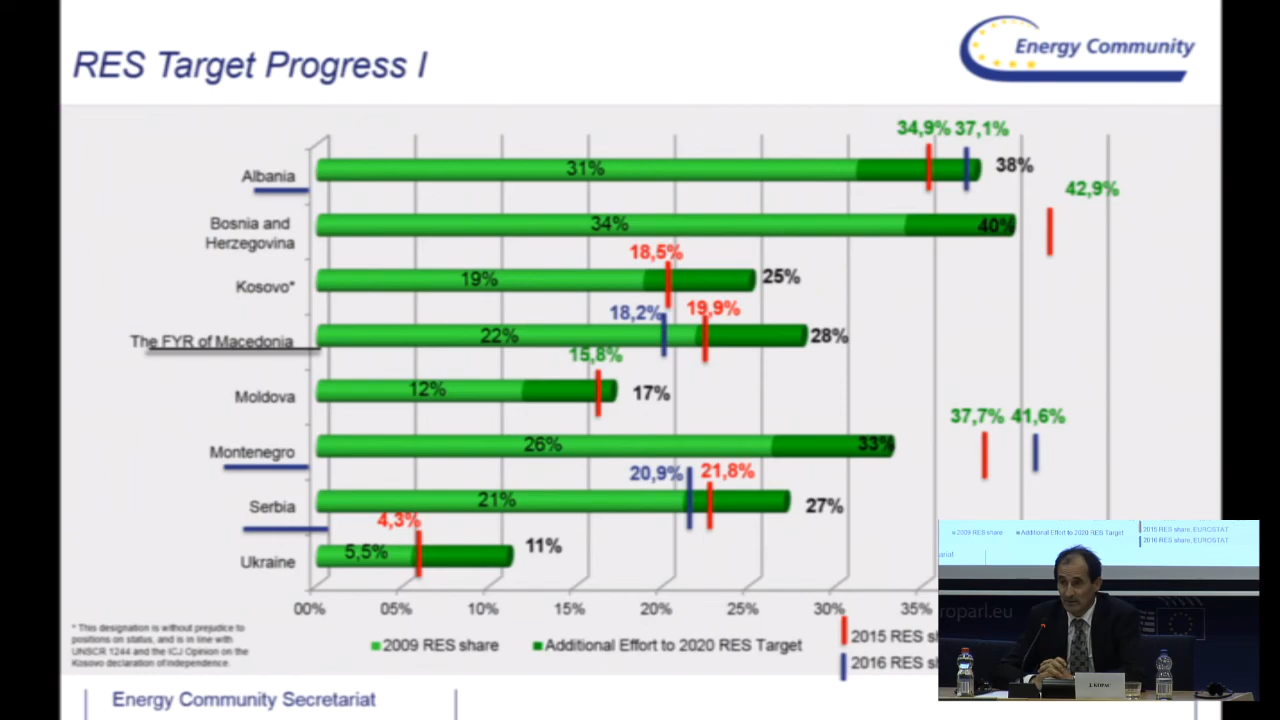 RES Target Progress I
Energy Community
34,9% 37,1%
Albania 31% 38%
42,9%
Bosnia and
Herzegovina
34% 40%
18,5%
Kosovo* 19% 25%
18,2% 19,9%
The FYR of Macedonia 22% 28%
15,8%
Moldova 12% 17%
37,7% 41,6%
Montenegro 26% 33%
20,9% 21,8%
Serbia 21% 27%
4,3%
Ukraine 5,5% 11%
00% 05% 10% 15% 20% 25% 30% 35%
* This designation is without prejudice to
positions on status, and is in line with
UNSCR 1244 and the ICJ Opinion on the
Kosovo declaration of independence.
2009 RES share Additional Effort to 2020 RES Target
2015 RES sh
2016 RES sh
Energy Community Secretariat
2009 RES share Additional Effort to 2020 RES Target
2015 RES share, EUROSTAT
2016 RES share, EUROSTAT
ariat
roparl.eu
J. KOPAC